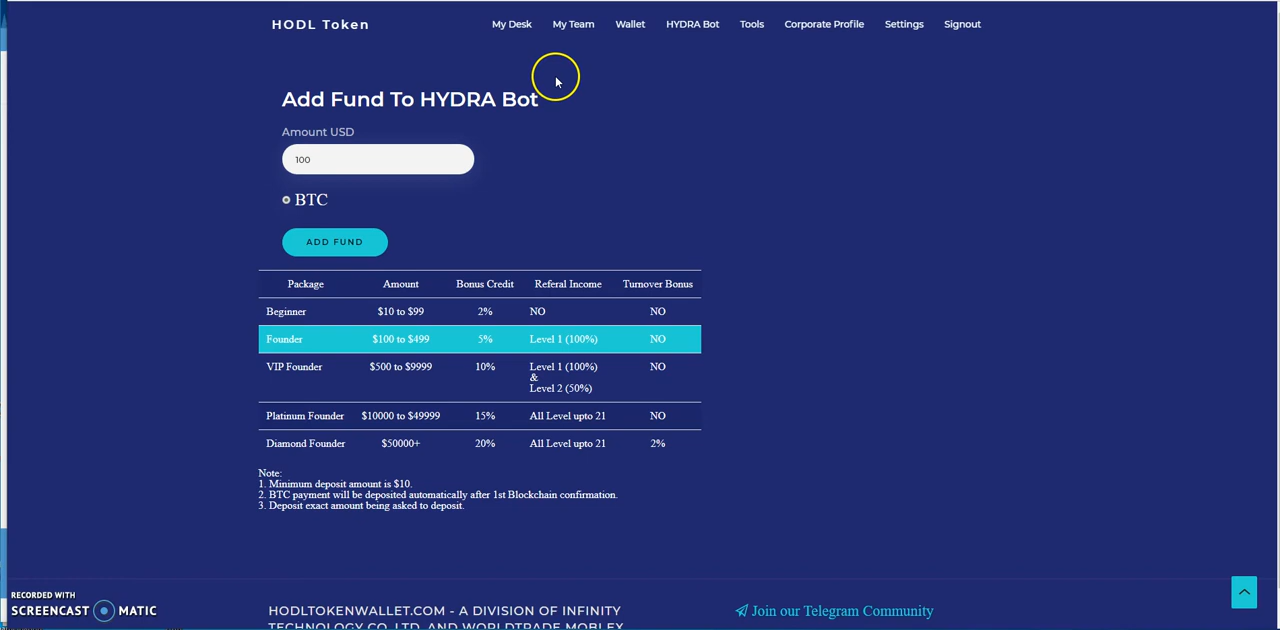 HODL Token
My Desk My Team Wallet HYDRA Bot Tools Corporate Profile Settings Signout
Add Fund To HYDRA Bot
Amount USD
100
BTC
ADD FUND
Package Amount Bonus Credit Referal Income Turnover Bonus
Beginner $10 to $99 2% NO NO
Founder $100 to $499 5% Level 1 (100%) NO
VIP Founder $500 to $9999 10% Level 1 (100%) NO
&
Level 2 (50%)
Platinum Founder $10000 to $49999 15% All Level upto 21 NO
Diamond Founder $50000+ 20% All Level upto 21 2%
Note:
1. Minimum deposit amount is $10.
2. BTC payment will be deposited automatically after 1st Blockchain confirmation.
3. Deposit exact amount being asked to deposit.
RECORDED WITH
SCREENCAST MATIC
HODLTOKENWALLET.COM - A DIVISION OF INFINITY
TECHNOLOGY CO. LTD. AND WORLDTRADE MOBLEX
Join our Telegram Community